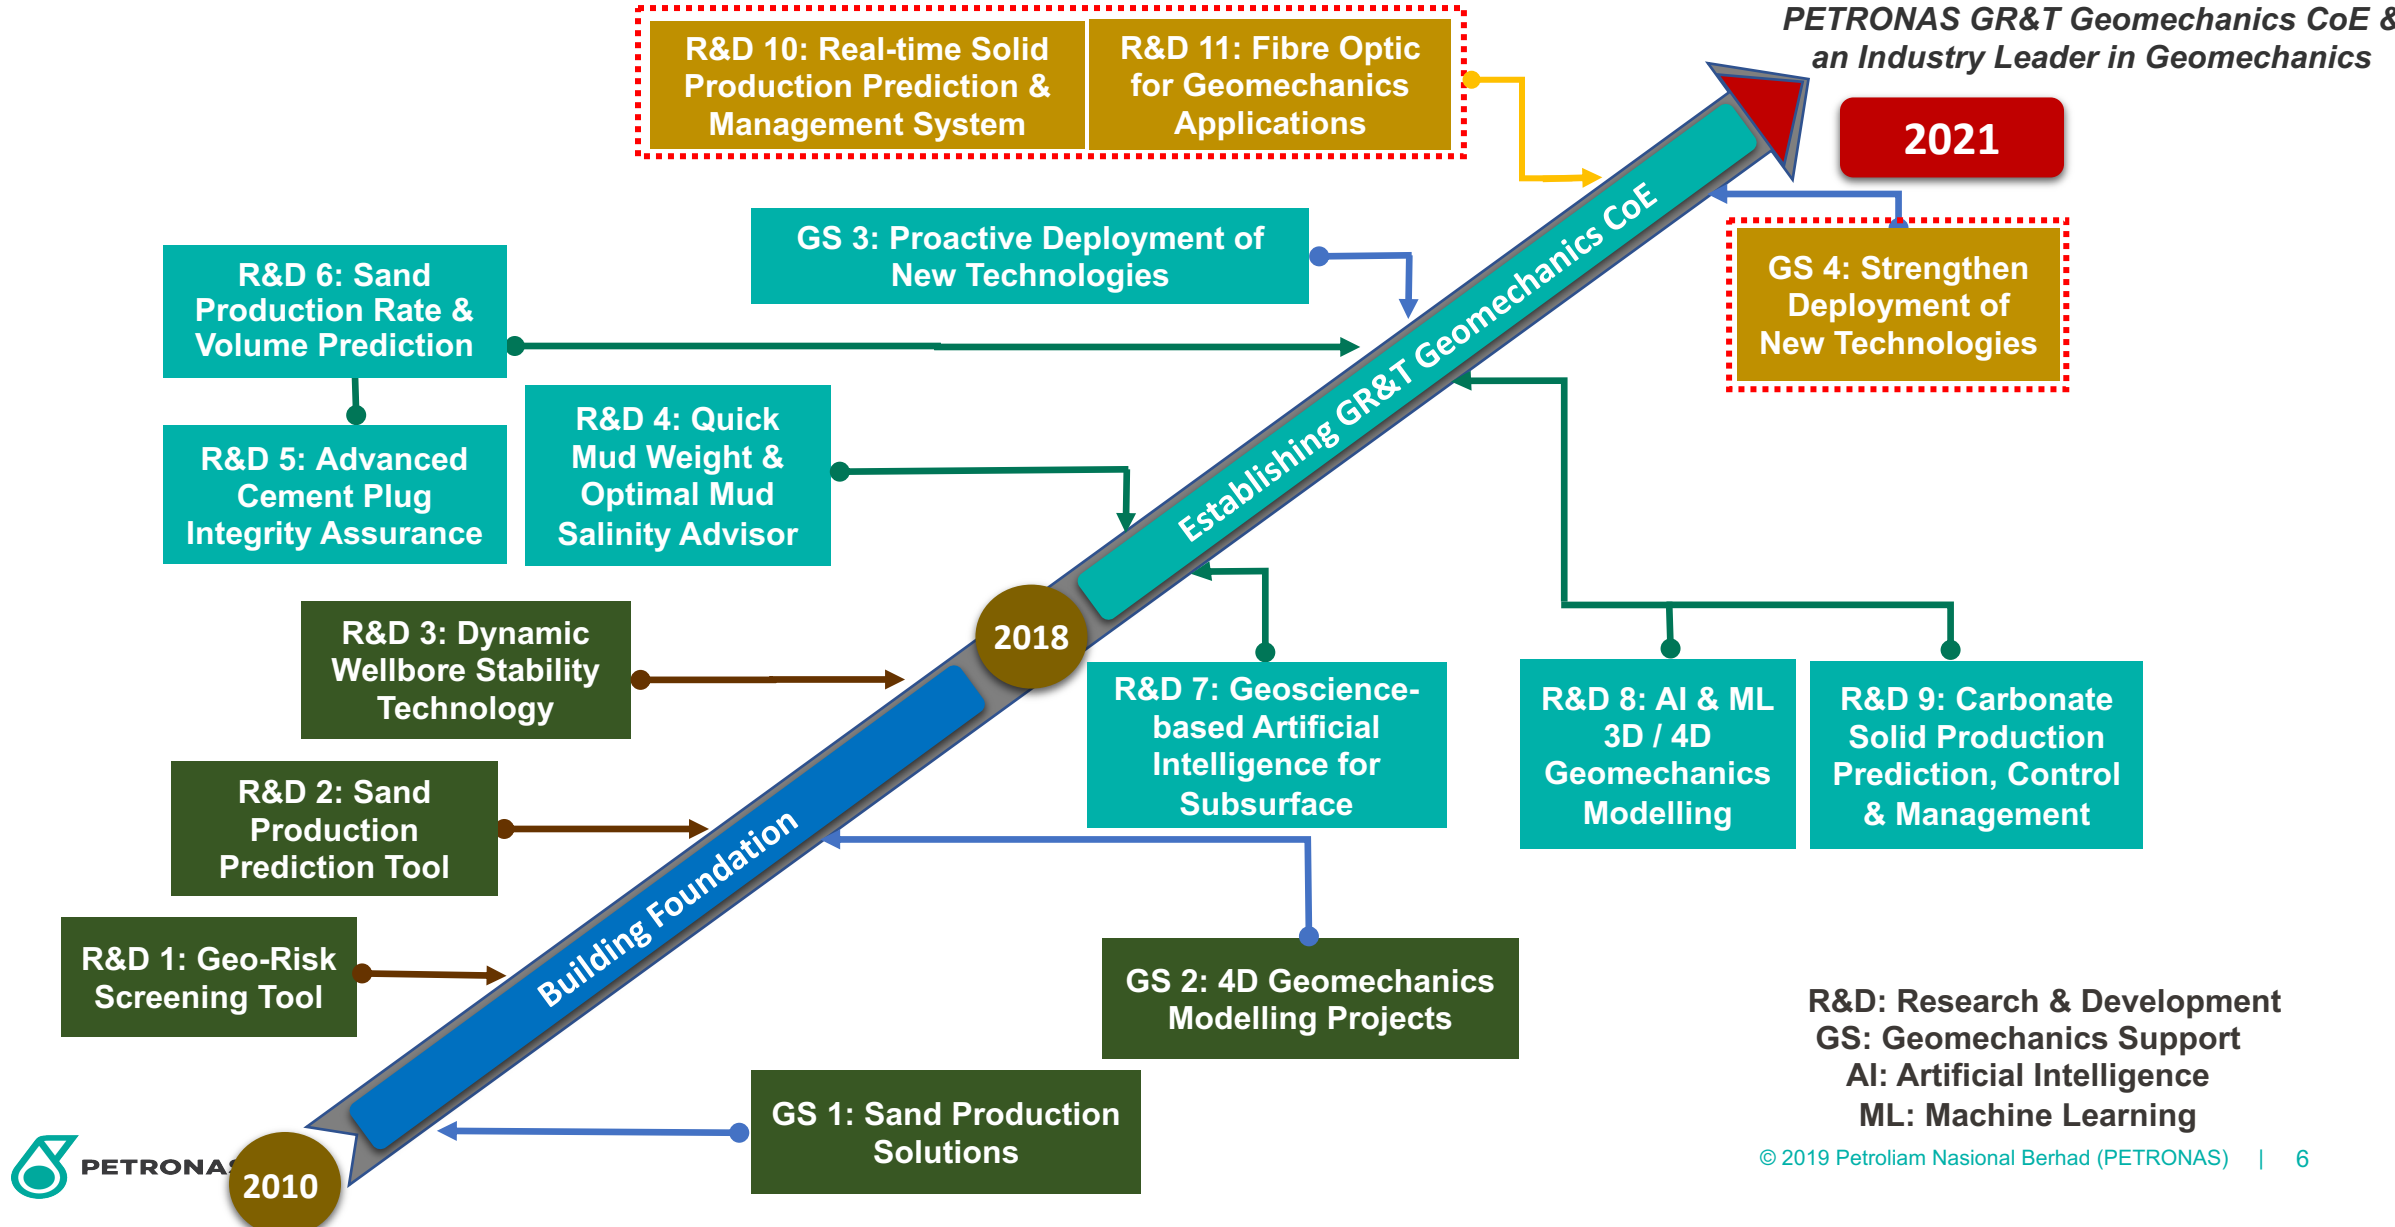 PETRONAS GR&T Geomechanics CoE &
an Industry Leader in Geomechanics
2021
R&D 10: Real-time Solid
Production Prediction &
Management System
R&D 11: Fibre Optic
for Geomechanics
Applications
GS 3: Proactive Deployment of
New Technologies
GS 4: Strengthen
Deployment of
New Technologies
R&D 6: Sand
Production Rate &
Volume Prediction
R&D 5: Advanced
Cement Plug
Integrity Assurance
R&D 4: Quick
Mud Weight &
Optimal Mud
Salinity Advisor
Establishing GR&T Geomechanics CoE
R&D 3: Dynamic
Wellbore Stability
Technology
2018
R&D 7: Geoscience-
based Artificial
Intelligence for
Subsurface
R&D 8: AI & ML
3D / 4D
Geomechanics
Modelling
R&D 9: Carbonate
Solid Production
Prediction, Control
& Management
R&D 2: Sand
Production
Prediction Tool
Building Foundation
R&D 1: Geo-Risk
Screening Tool
GS 2: 4D Geomechanics
Modelling Projects
GS 1: Sand Production
Solutions
R&D: Research & Development
GS: Geomechanics Support
AI: Artificial Intelligence
ML: Machine Learning
PETRONAS
2010
© 2019 Petroliam Nasional Berhad (PETRONAS) | 6